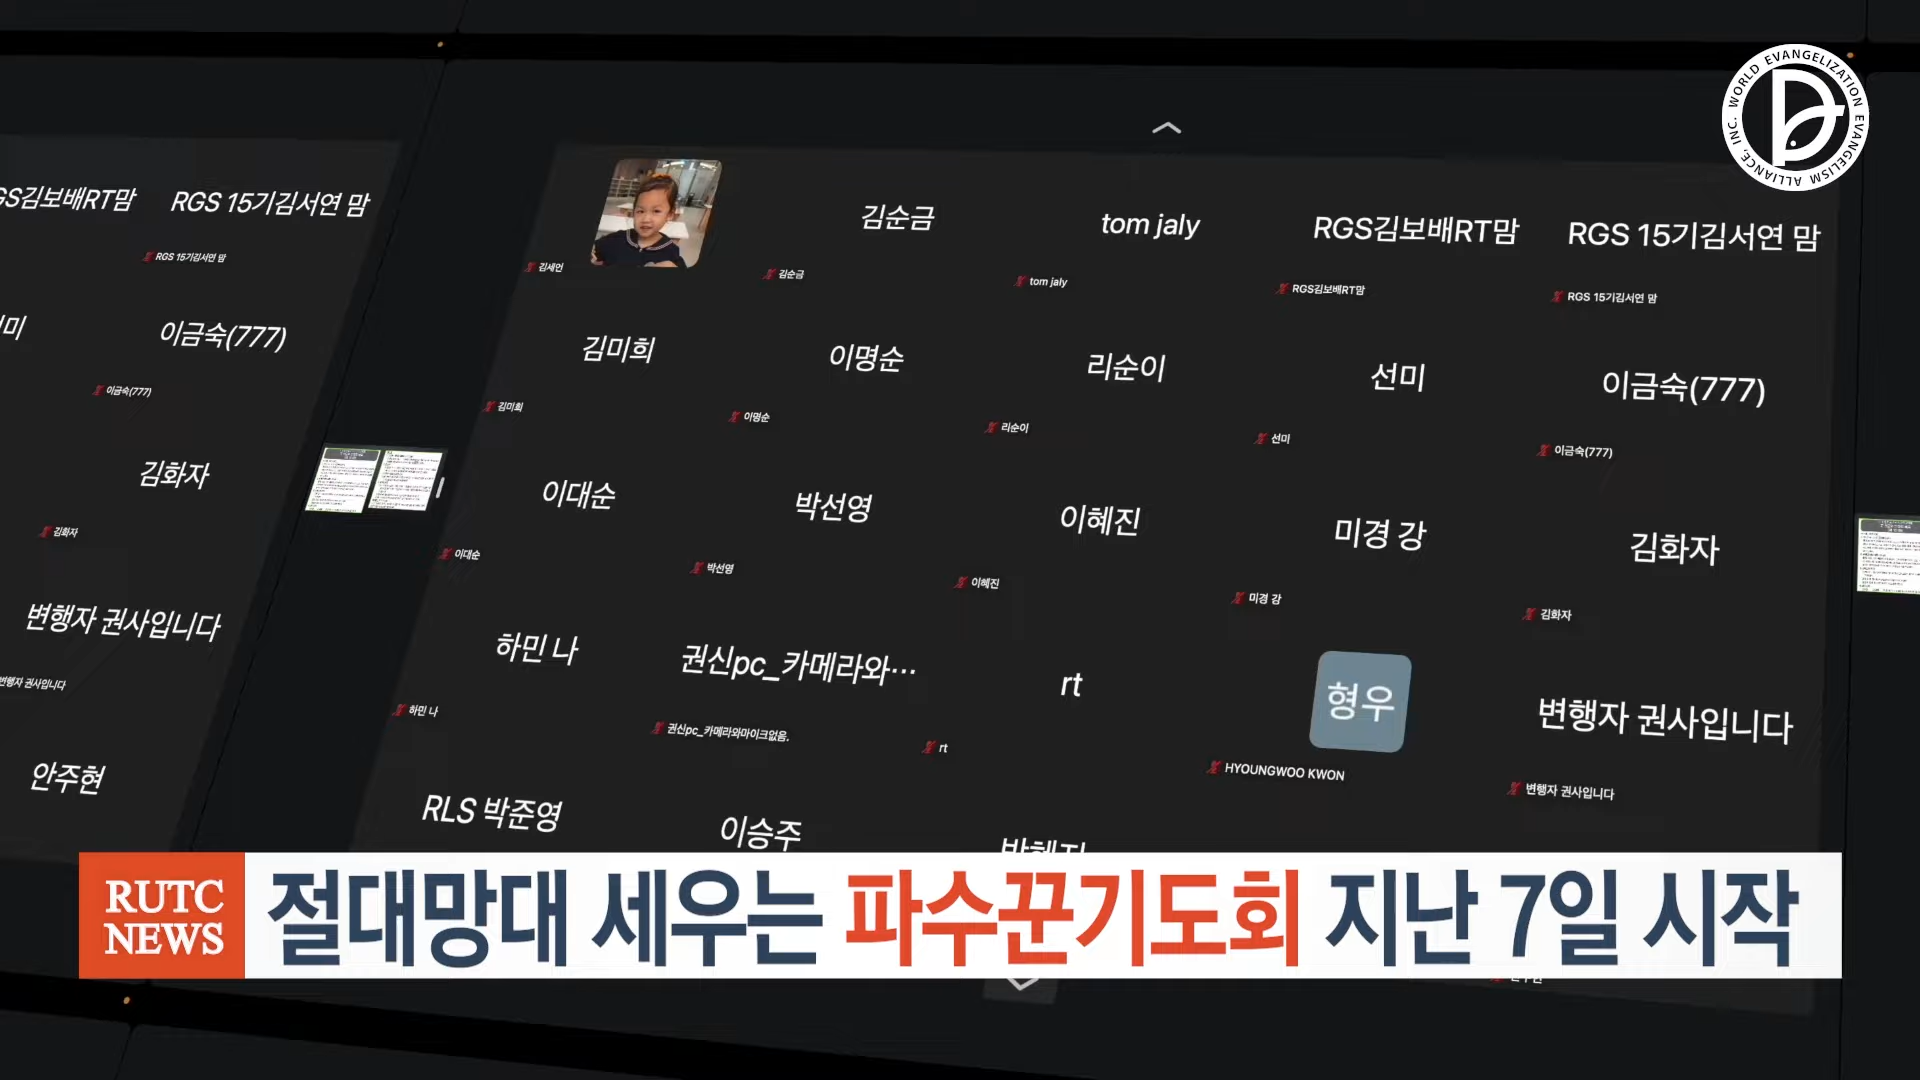 WORLD EVANGELIZATION EVANGELISM ALLIANCE, INC.
김보배RT맘
RGS 15기김서연 맘
RGS 15기김서연 맘
미
이금숙(777)
이금숙(777)
김화자
김화자
변행자 권사입니다
변행자 권사입니다
안주현
김순금
tom jaly
RGS김보배RT맘
RGS 15기김서연 맘
김세언
김순금
tom jaly
RGS김보배RT맘
RGS 15기김서연 맘
김미희
이명순
리순이
선미
이금숙(777)
김미희
이명순
리순이
선미
이금숙(777)
이대순
박선영
이혜진
미경 강
김화자
이대순
박선영
이혜진
미경 강
김화자
하민 나
권신pc_카메라와…
rt
형우
변행자 권사입니다
하민 나
권신pc_카메라와마이크없음.
rt
HYOUNGWOO KWON
변행자 권사입니다
RLS 박준영
이승주
RUTC
NEWS
절대망대 세우는 파수꾼기도회 지난 7일 시작